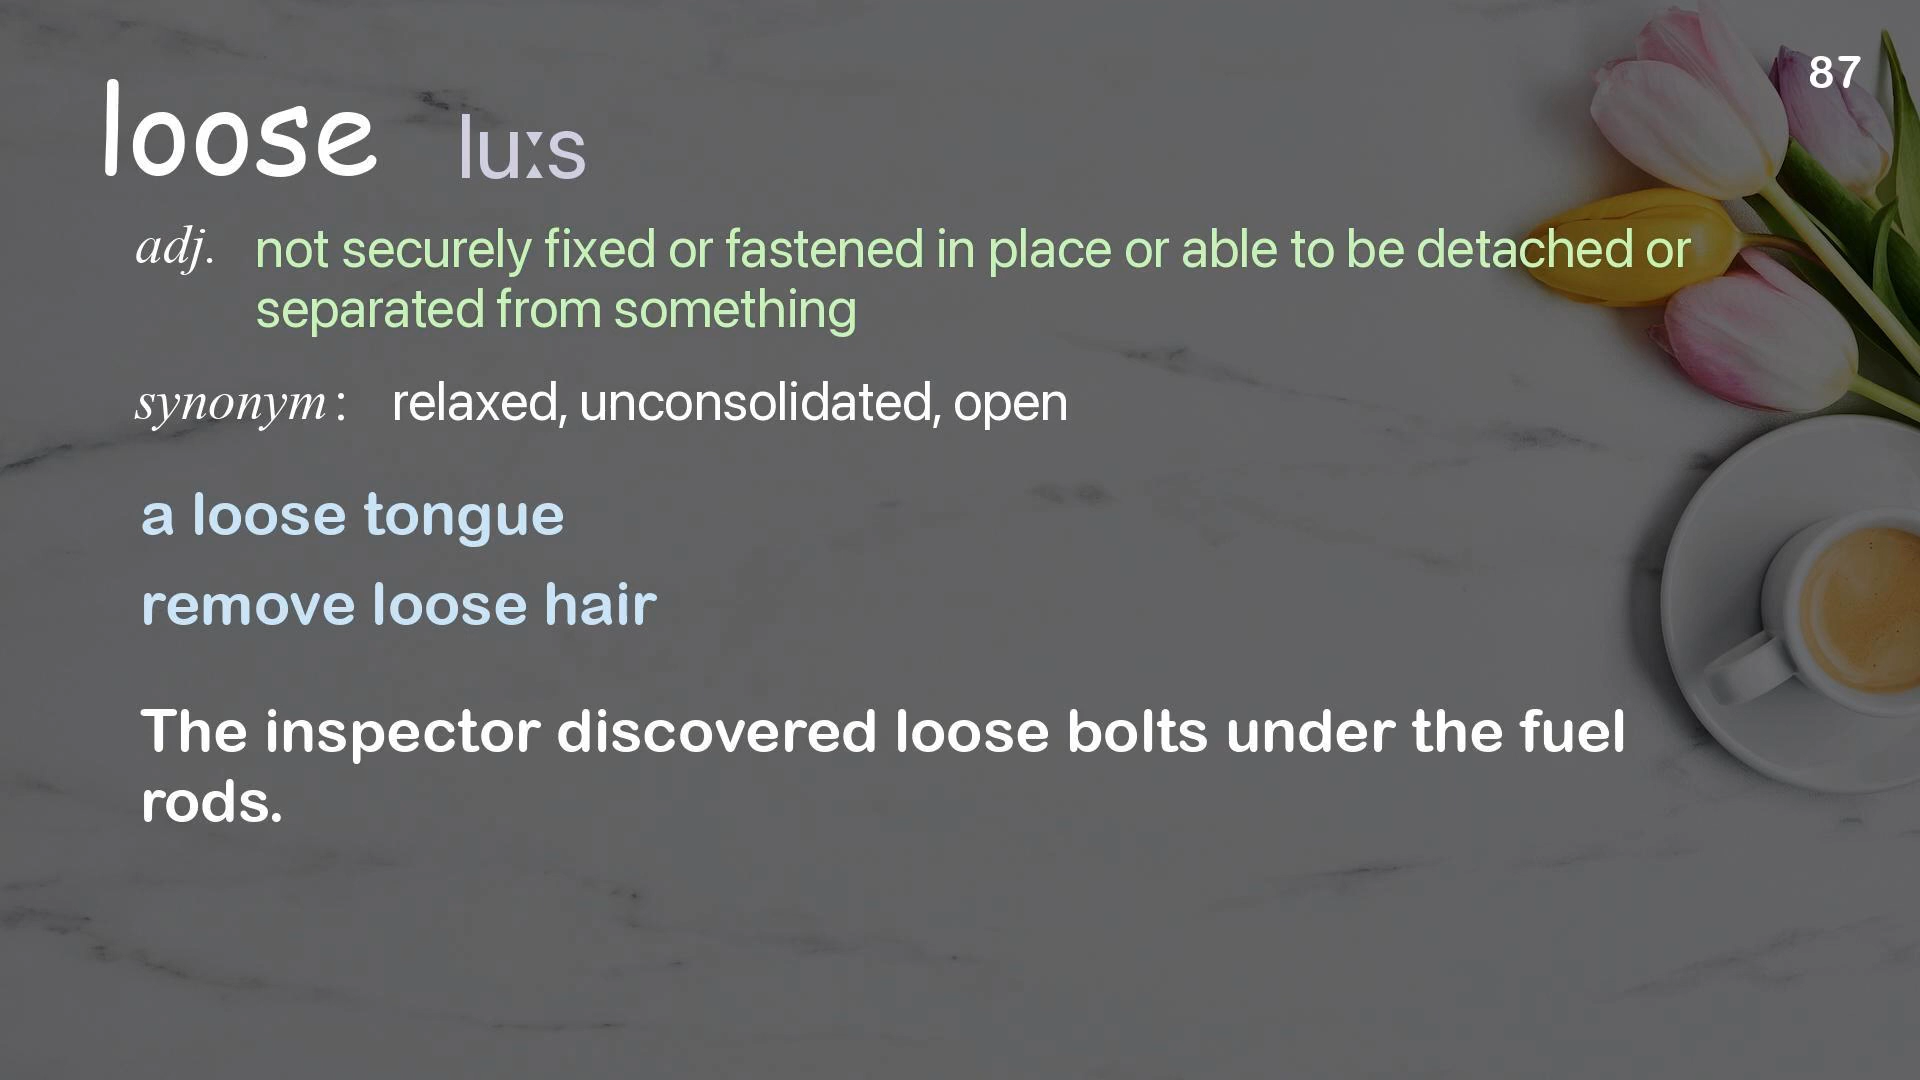 87
loose luːs
adj. not securely fixed or fastened in place or able to be detached or
separated from something
synonym : relaxed, unconsolidated, open
a loose tongue
remove loose hair
The inspector discovered loose bolts under the fuel
rods.